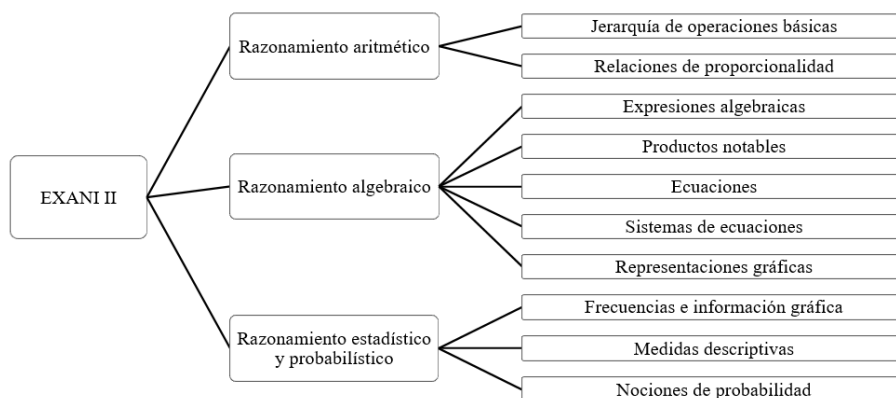 EXANI II
Razonamiento aritmético
Jerarquía de operaciones básicas
Relaciones de proporcionalidad
Razonamiento algebraico
Expresiones algebraicas
Productos notables
Ecuaciones
Sistemas de ecuaciones
Representaciones gráficas
Razonamiento estadístico
y probabilístico
Frecuencias e información gráfica
Medidas descriptivas
Nociones de probabilidad